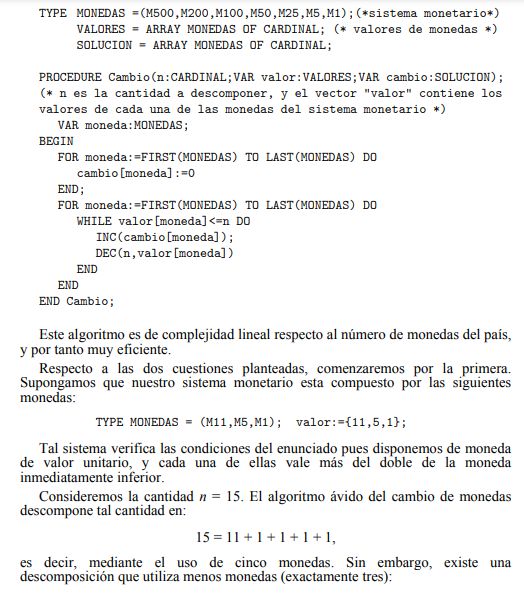 TYPE MONEDAS =(M500,M200,M100,M50,M25,M5,M1);(*sistema monetario*)
VALORES = ARRAY MONEDAS OF CARDINAL; (* valores de monedas *)
SOLUCION = ARRAY MONEDAS OF CARDINAL;
PROCEDURE Cambio(n:CARDINAL;VAR valor:VALORES;VAR cambio:SOLUCION);
(* n es la cantidad a descomponer, y el vector "valor" contiene los
valores de cada una de las monedas del sistema monetario *)
VAR moneda:MONEDAS;
BEGIN
FOR moneda:=FIRST(MONEDAS) TO LAST(MONEDAS) DO
cambio[moneda]:=0
END;
FOR moneda:=FIRST(MONEDAS) TO LAST(MONEDAS) DO
WHILE valor[moneda]<=n DO
INC(cambio[moneda]);
DEC(n,valor[moneda])
END
END
END Cambio;
Este algoritmo es de complejidad lineal respecto al número de monedas del país,
y por tanto muy eficiente.
Respecto a las dos cuestiones planteadas, comenzaremos por la primera.
Supongamos que nuestro sistema monetario esta compuesto por las siguientes
monedas:
TYPE MONEDAS = (M11,M5,M1); valor:={11,5,1};
Tal sistema verifica las condiciones del enunciado pues disponemos de moneda
de valor unitario, y cada una de ellas vale más del doble de la moneda
inmediatamente inferior.
Consideremos la cantidad n = 15. El algoritmo ávido del cambio de monedas
descompone tal cantidad en:
15 = 11 + 1 + 1 + 1 + 1,
es decir, mediante el uso de cinco monedas. Sin embargo, existe una
descomposición que utiliza menos monedas (exactamente tres):